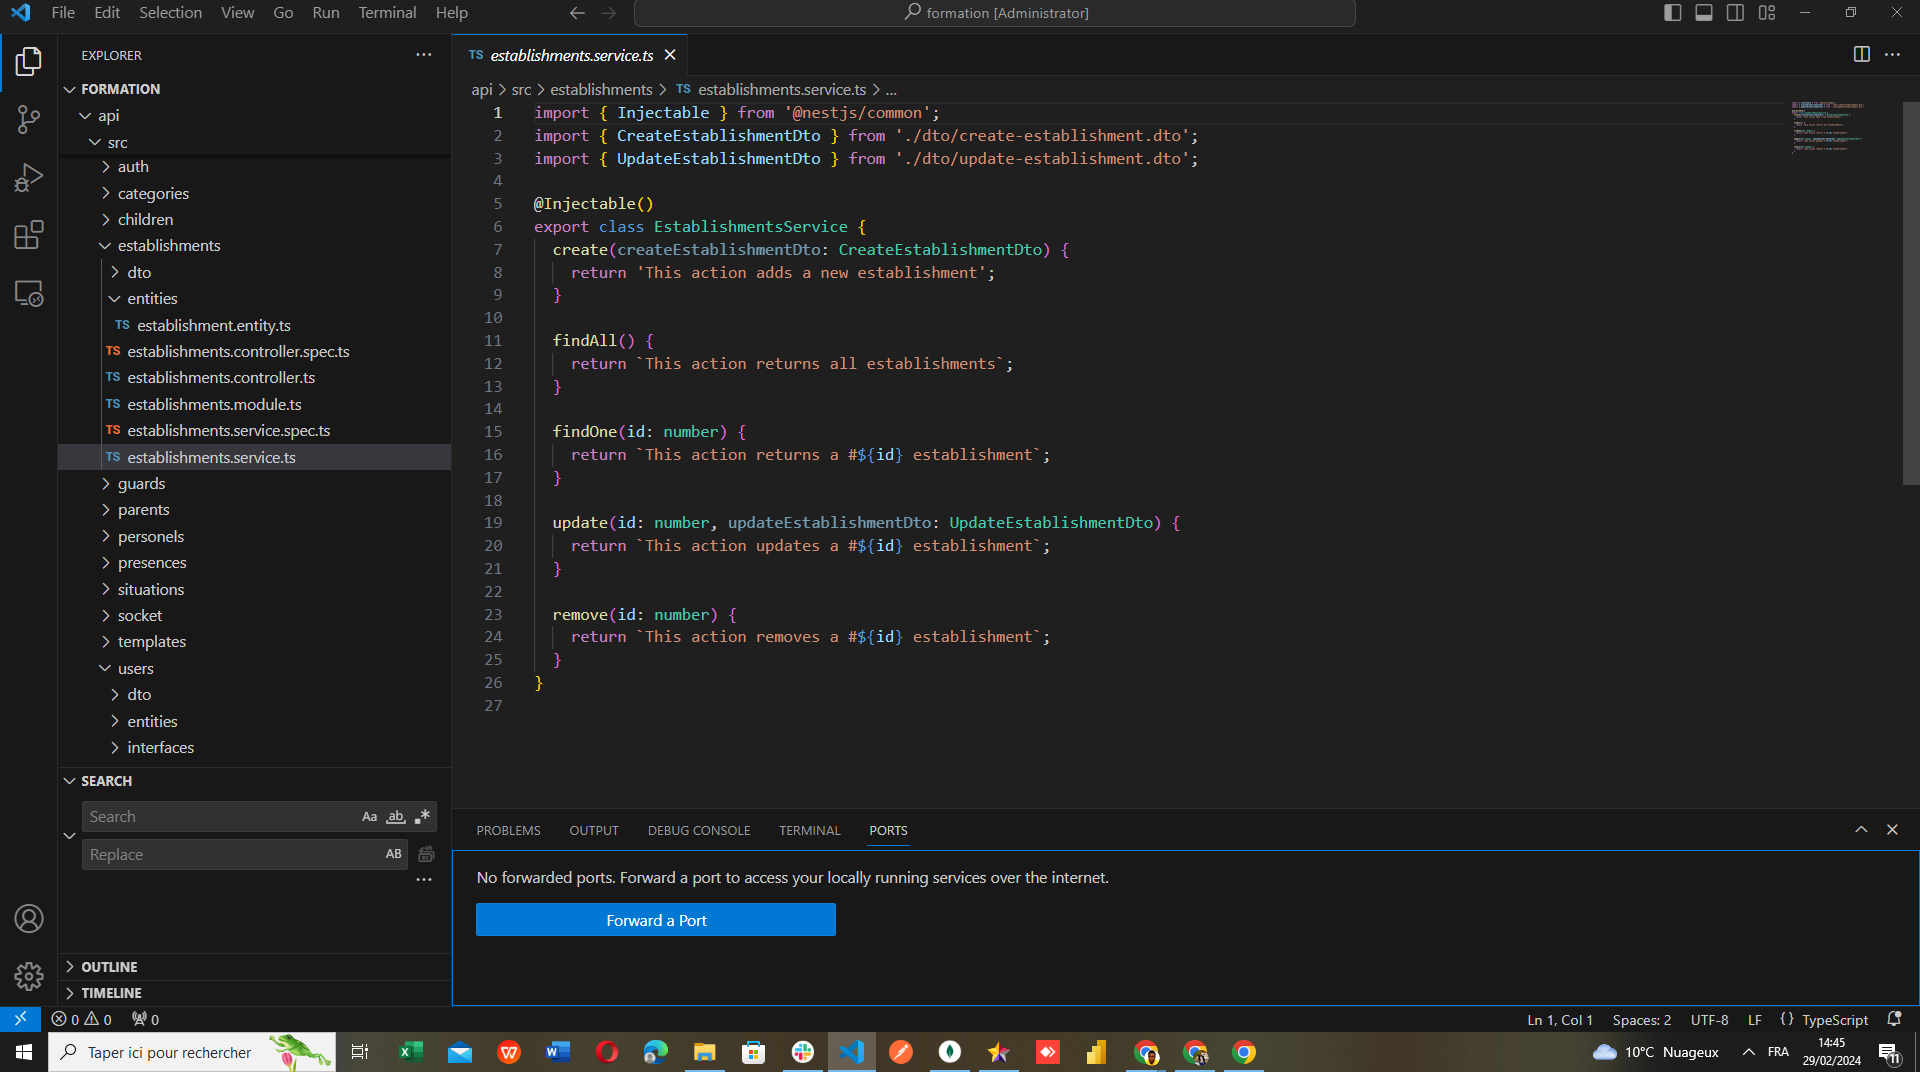 File Edit Selection View Go Run Terminal Help
formation [Administrator]
EXPLORER
FORMATION
api
src
auth
categories
children
establishments
dto
entities
TS establishment.entity.ts
TS establishments.controller.spec.ts
TS establishments.controller.ts
TS establishments.module.ts
TS establishments.service.spec.ts
TS establishments.service.ts
guards
parents
personels
presences
situations
socket
templates
users
dto
entities
interfaces
SEARCH
Search Aa ab
Replace AB
OUTLINE
TIMELINE
TS establishments.service.ts
api > src > establishments > TS establishments.service.ts > ...
1 import { Injectable } from '@nestjs/common';
2 import { CreateEstablishmentDto } from './dto/create-establishment.dto';
3 import { UpdateEstablishmentDto } from './dto/update-establishment.dto';
4
5 @Injectable()
6 export class EstablishmentsService {
7 create(createEstablishmentDto: CreateEstablishmentDto) {
8 return 'This action adds a new establishment';
9 }
10
11 findAll() {
12 return `This action returns all establishments`;
13 }
14
15 findOne(id: number) {
16 return `This action returns a #${id} establishment`;
17 }
18
19 update(id: number, updateEstablishmentDto: UpdateEstablishmentDto) {
20 return `This action updates a #${id} establishment`;
21 }
22
23 remove(id: number) {
24 return `This action removes a #${id} establishment`;
25 }
26 }
27
PROBLEMS OUTPUT DEBUG CONSOLE TERMINAL PORTS
No forwarded ports. Forward a port to access your locally running services over the internet.
Forward a Port
0 0 0
Ln 1, Col 1 Spaces: 2 UTF-8 LF {} TypeScript
Taper ici pour rechercher
10°C Nuageux FRA
14:45
29/02/2024
11